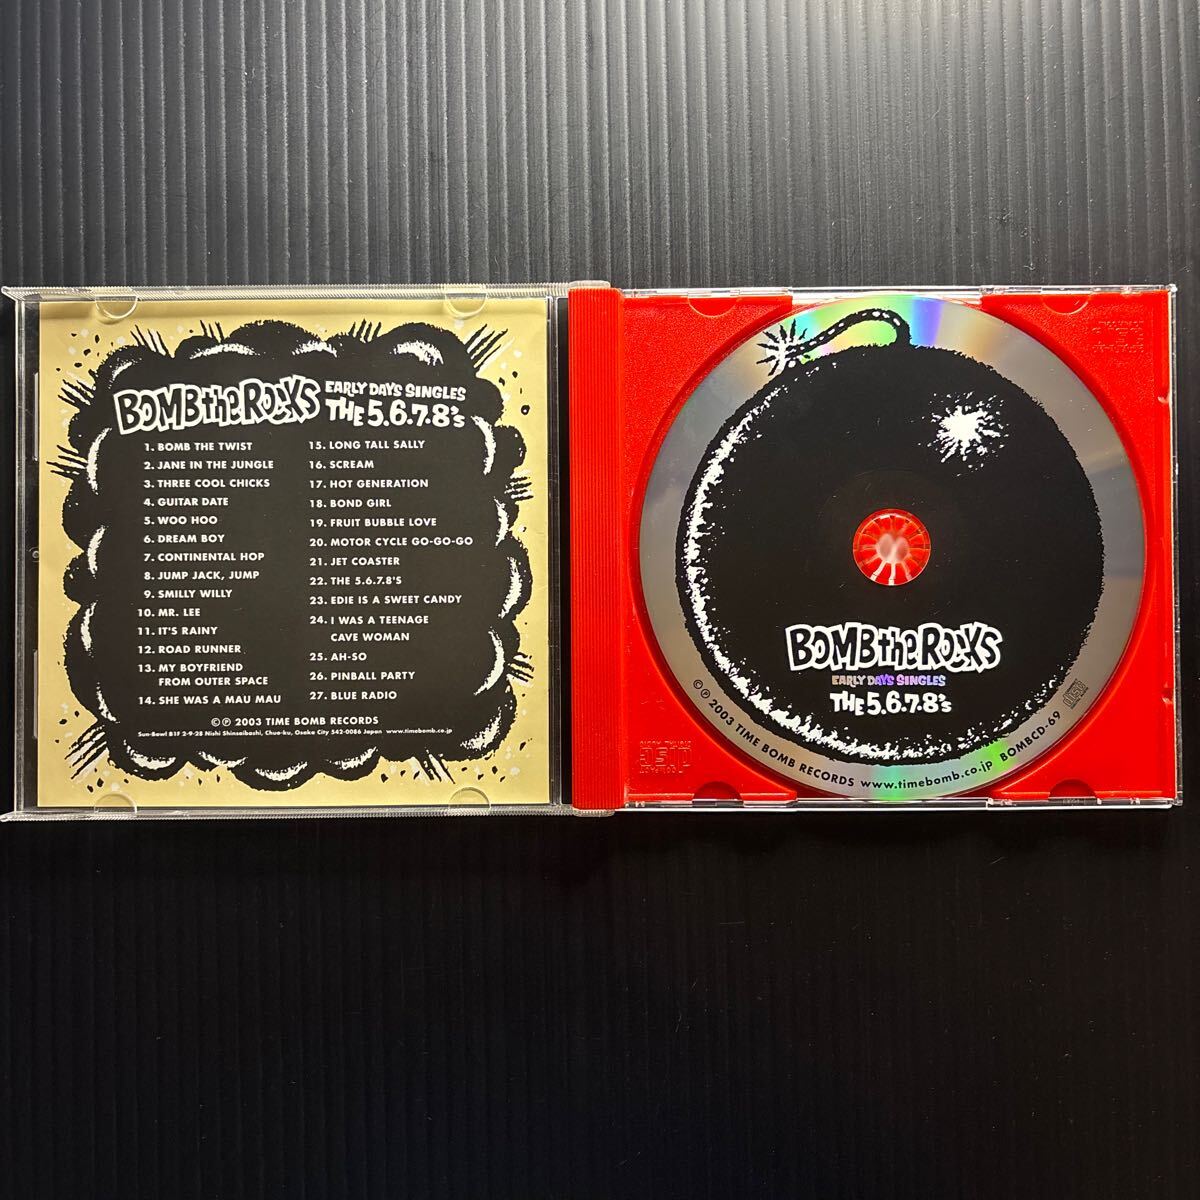 BOMB the ROCKS
EARLY DAYS SINGLES
THE 5.6.7.8's
1. BOMB THE TWIST
2. JANE IN THE JUNGLE
3. THREE COOL CHICKS
4. GUITAR DATE
5. WOO HOO
6. DREAM BOY
7. CONTINENTAL HOP
8. JUMP JACK, JUMP
9. SMILLY WILLY
10. MR. LEE
11. IT'S RAINY
12. ROAD RUNNER
13. MY BOYFRIEND
FROM OUTER SPACE
14. SHE WAS A MAU MAU
15. LONG TALL SALLY
16. SCREAM
17. HOT GENERATION
18. BOND GIRL
19. FRUIT BUBBLE LOVE
20. MOTOR CYCLE GO-GO-GO
21. JET COASTER
22. THE 5.6.7.8'S
23. EDIE IS A SWEET CANDY
24. I WAS A TEENAGE
CAVE WOMAN
25. AH-SO
26. PINBALL PARTY
27. BLUE RADIO
© ℗ 2003 TIME BOMB RECORDS
Sun-Bowl B1F 2-9-28 Nishi Shinsaibashi, Chuo-ku, Osaka City 542-0086 Japan www.timebomb.co.jp
BOMB the ROCKS
EARLY DAYS SINGLES
THE 5.6.7.8's
© ℗ 2003 TIME BOMB RECORDS www.timebomb.co.jp BOMBCD-69